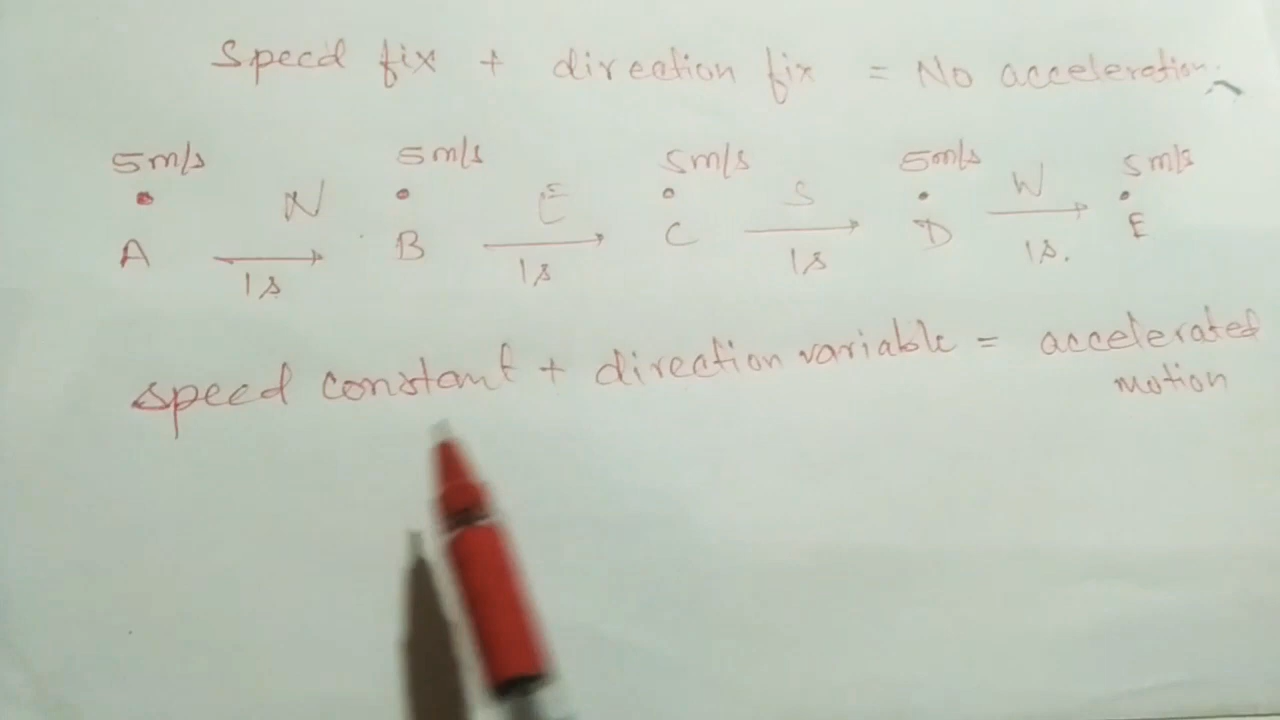 Speed fix + direction fix = No acceleration.
5m/s 5m/s 5m/s 5m/s 5m/s
N E S W
A B C D E
1s 1s 1s 1s.
speed constant + direction variable = accelerated
motion